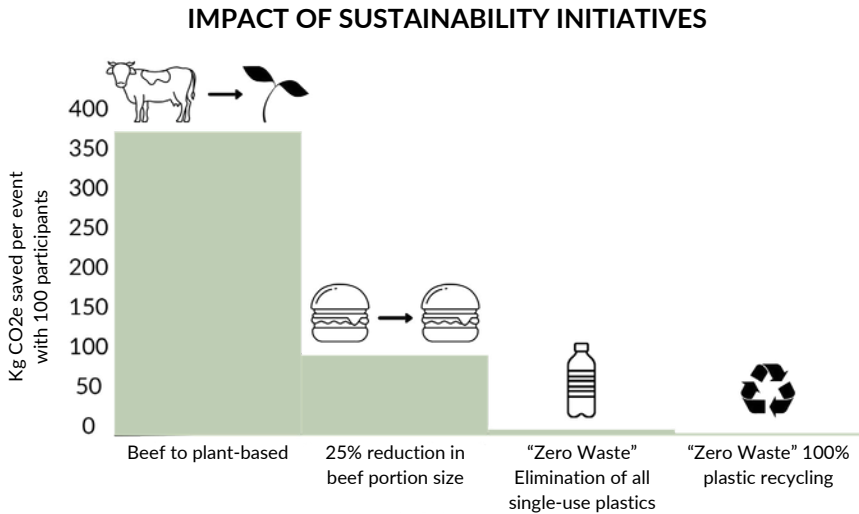 IMPACT OF SUSTAINABILITY INITIATIVES
Kg CO2e saved per event
with 100 participants
400
350
300
250
200
150
100
50
0
Beef to plant-based
25% reduction in
beef portion size
“Zero Waste”
Elimination of all
single-use plastics
“Zero Waste” 100%
plastic recycling